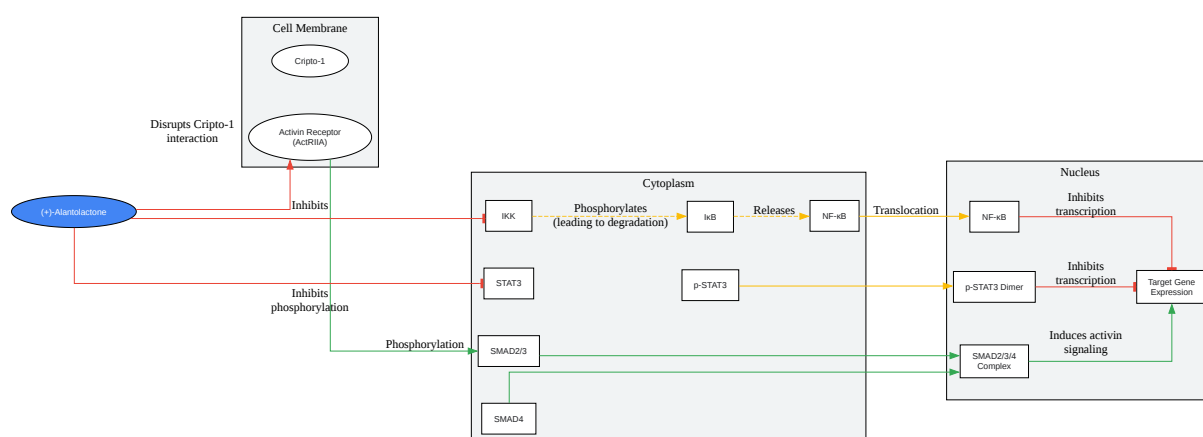 Cell Membrane
Cripto-1
Activin Receptor
(ActRIIA)
Disrupts Cripto-1
interaction
(+)-Alantolactone
Inhibits
Inhibits
phosphorylation
Phosphorylation
Cytoplasm
IKK
Phosphorylates
(leading to degradation)
IκB
Releases
NF-κB
Translocation
STAT3
p-STAT3
SMAD2/3
SMAD4
Nucleus
NF-κB
Inhibits
transcription
p-STAT3 Dimer
Inhibits
transcription
Target Gene
Expression
SMAD2/3/4
Complex
Induces activin
signaling